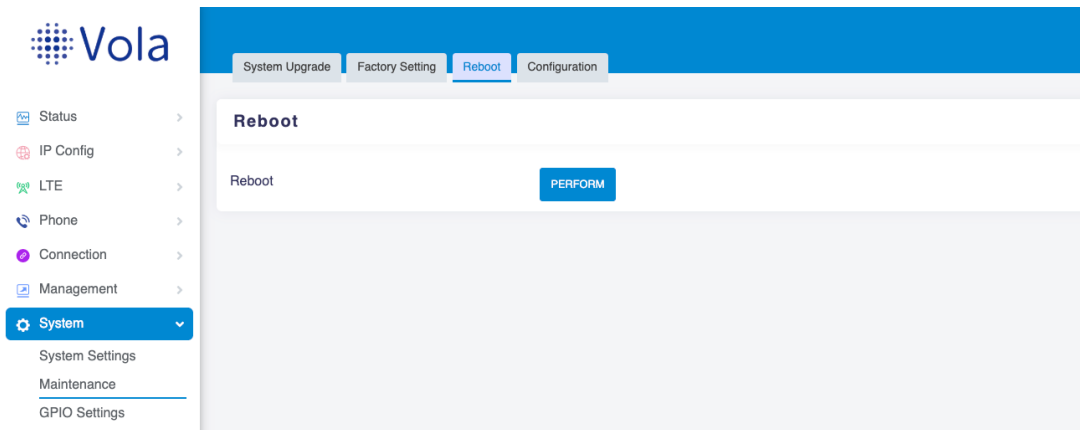 Vola
System Upgrade
Factory Setting
Reboot
Configuration
Status
IP Config
LTE
Phone
Connection
Management
System
System Settings
Maintenance
GPIO Settings
Reboot
Reboot
PERFORM